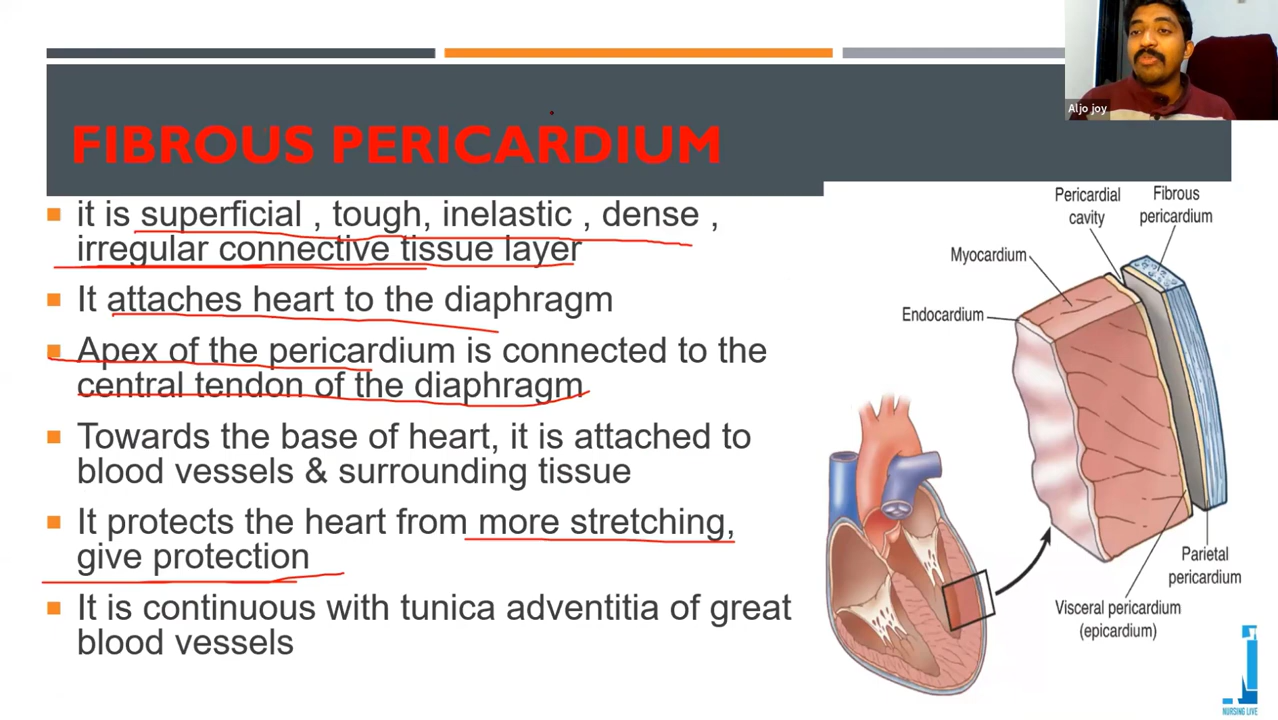 Aljo joy
FIBROUS PERICARDIUM
it is superficial , tough, inelastic , dense ,
irregular connective tissue layer
It attaches heart to the diaphragm
Apex of the pericardium is connected to the
central tendon of the diaphragm
Towards the base of heart, it is attached to
blood vessels & surrounding tissue
It protects the heart from more stretching,
give protection
It is continuous with tunica adventitia of great
blood vessels
Pericardial
cavity
Fibrous
pericardium
Myocardium
Endocardium
Parietal
pericardium
Visceral pericardium
(epicardium)
NURSING LIVE